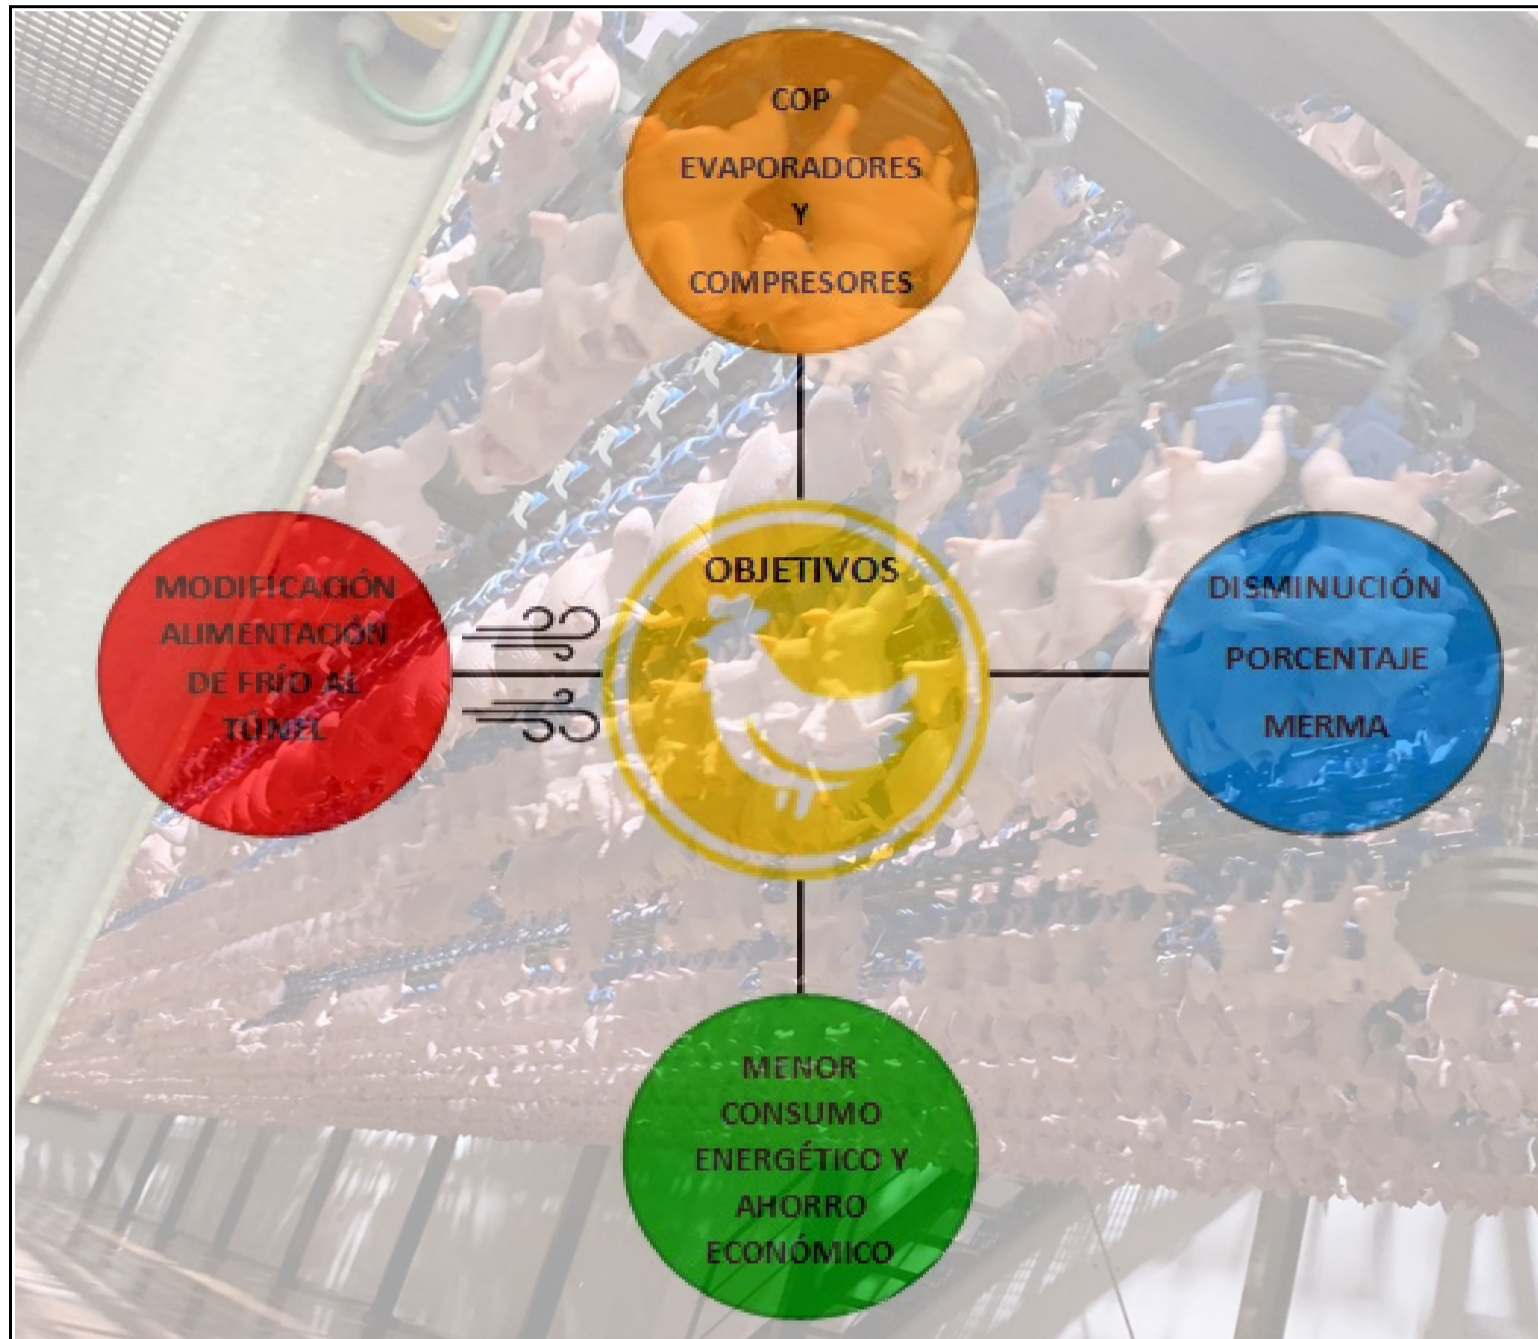 COP
EVAPORADORES
Y
COMPRESORES
OBJETIVOS
MODIFICACIÓN
ALIMENTACIÓN
DE FRÍO AL
TÚNEL
DISMINUCIÓN
PORCENTAJE
MERMA
MENOR
CONSUMO
ENERGÉTICO Y
AHORRO
ECONÓMICO